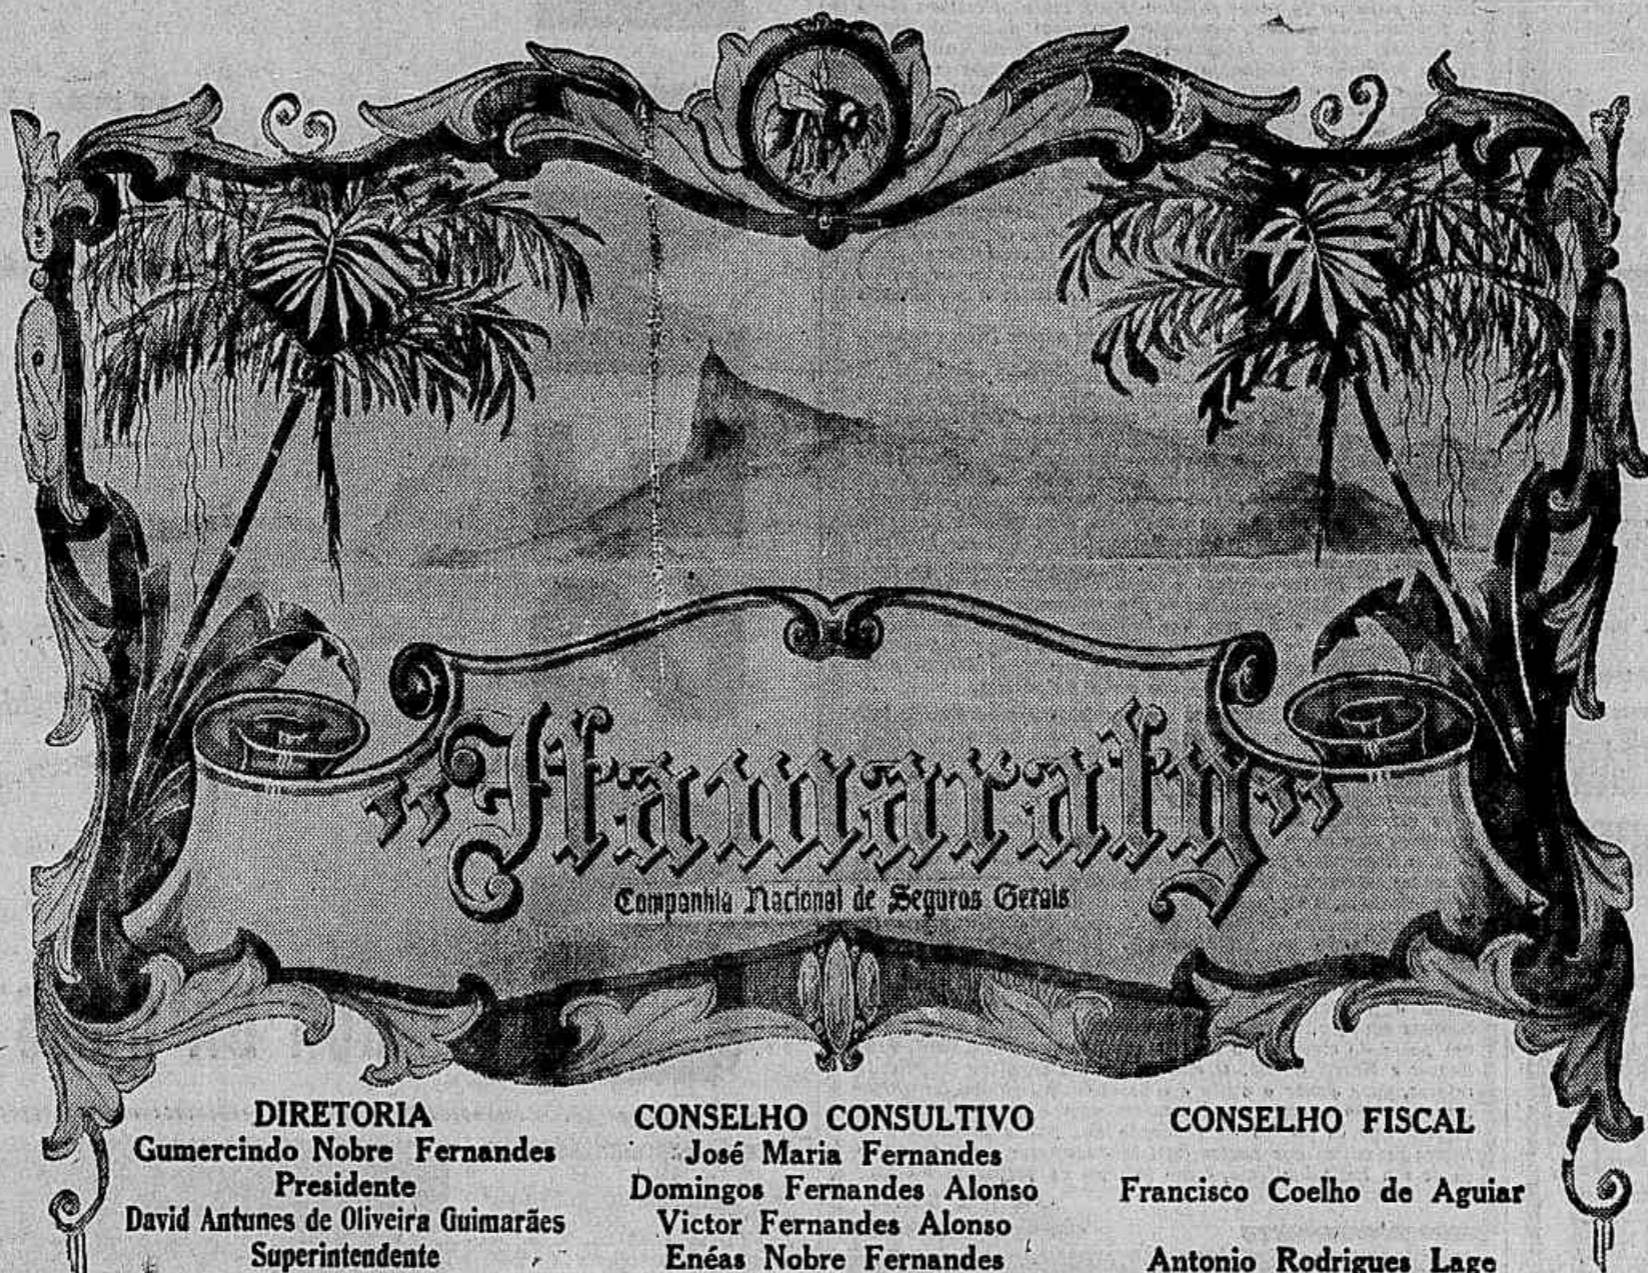 "Itamaraty"
Companhia Nacional de Seguros Gerais
DIRETORIA
Gumercindo Nobre Fernandes
Presidente
David Antunes de Oliveira Guimarães
Superintendente
CONSELHO CONSULTIVO
José Maria Fernandes
Domingos Fernandes Alonso
Victor Fernandes Alonso
Enéas Nobre Fernandes
CONSELHO FISCAL
Francisco Coelho de Aguiar
Antonio Rodrigues Lage